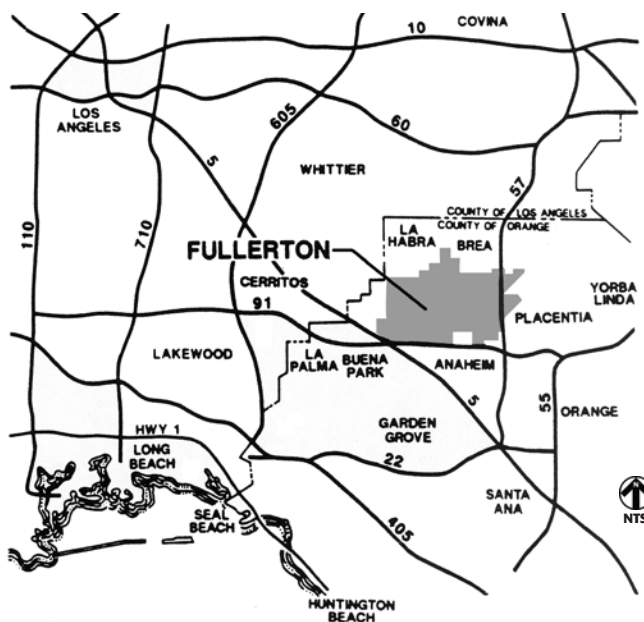 COVINA
10
LOS
ANGELES
605
60
5
WHITTIER
57
110
710
COUNTY OF LOS ANGELES
COUNTY OF ORANGE
LA
HABRA
BREA
FULLERTON
CERRITOS
YORBA
LINDA
91
PLACENTIA
LAKEWOOD
LA
PALMA
BUENA
PARK
ANAHEIM
5
55
ORANGE
GARDEN
GROVE
HWY 1
LONG
BEACH
22
SANTA
ANA
NTS
SEAL
BEACH
405
HUNTINGTON
BEACH